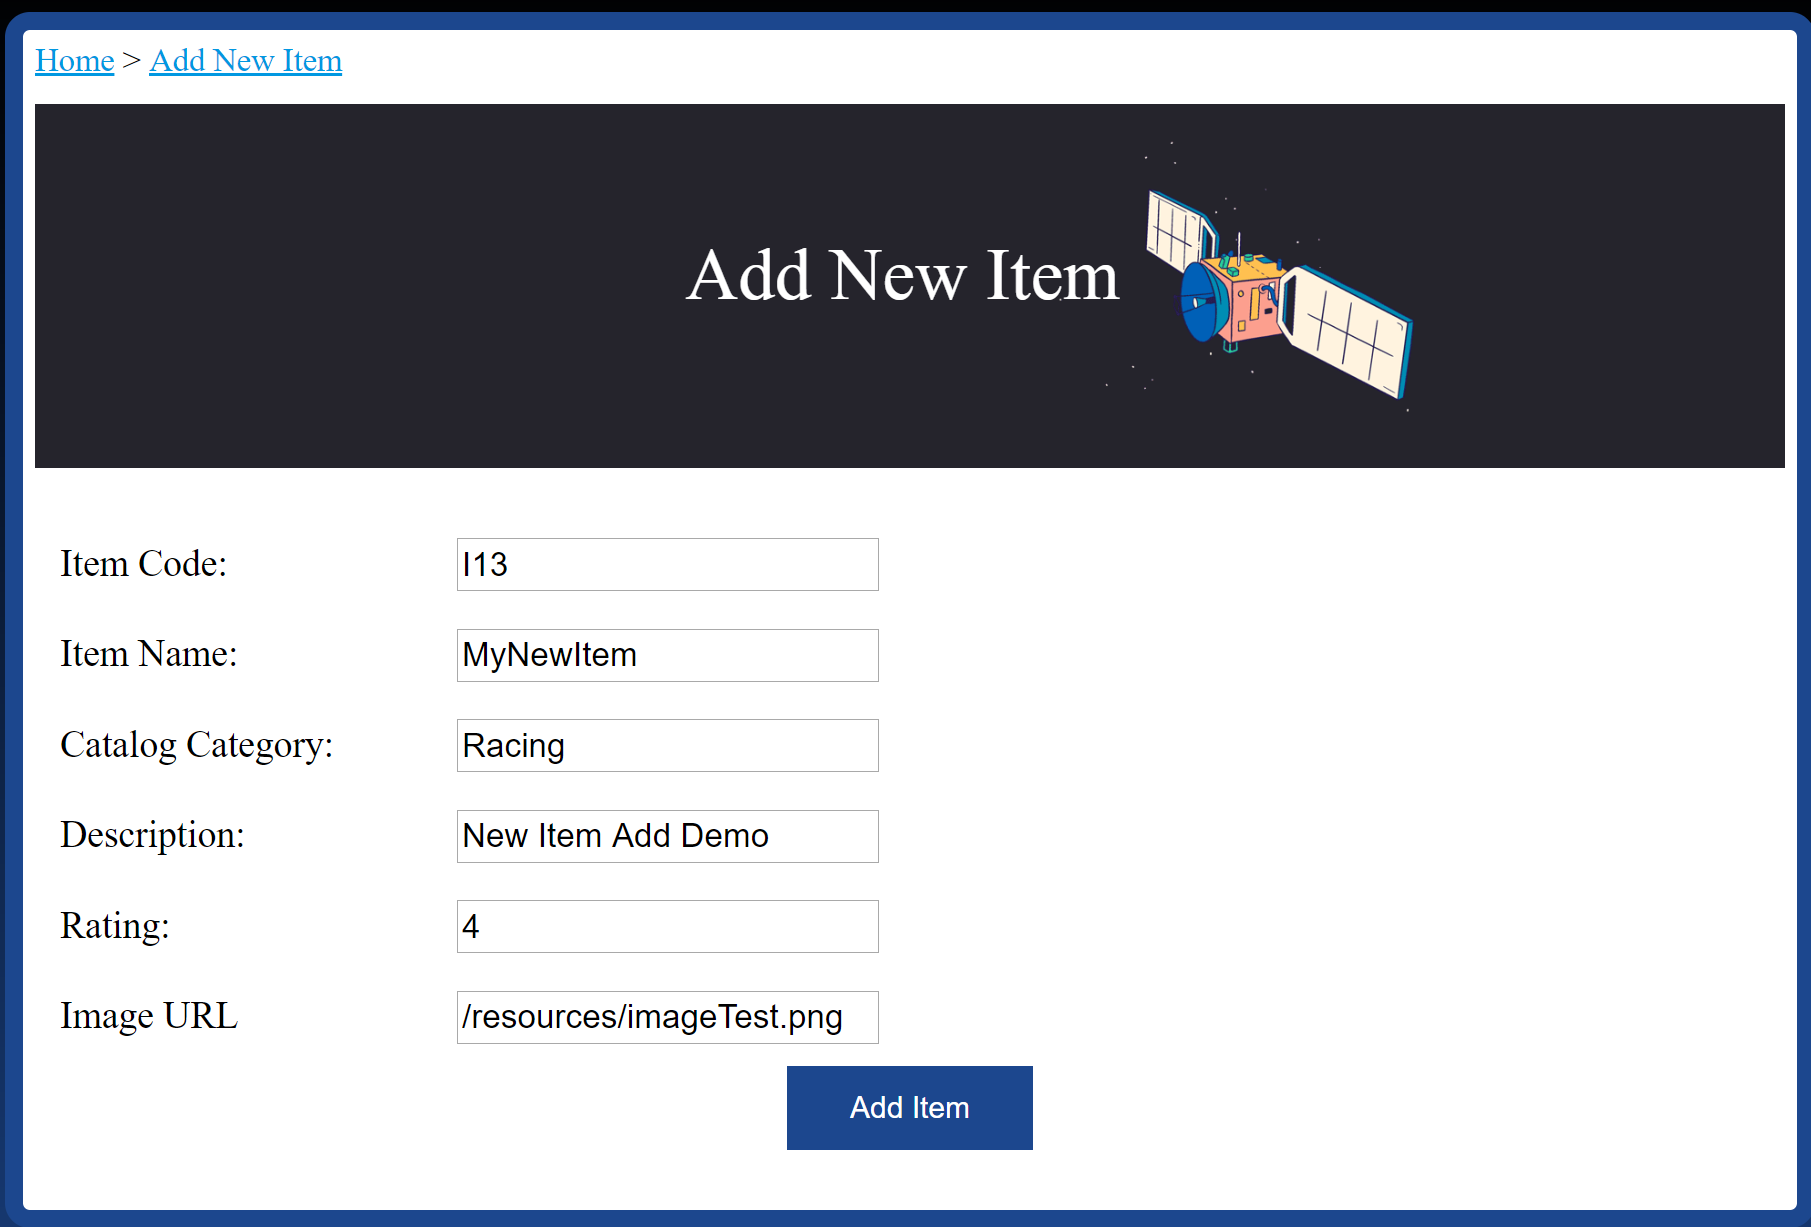 Home > Add New Item
Add New Item
Item Code: I13
Item Name: MyNewItem
Catalog Category: Racing
Description: New Item Add Demo
Rating: 4
Image URL /resources/imageTest.png
Add Item